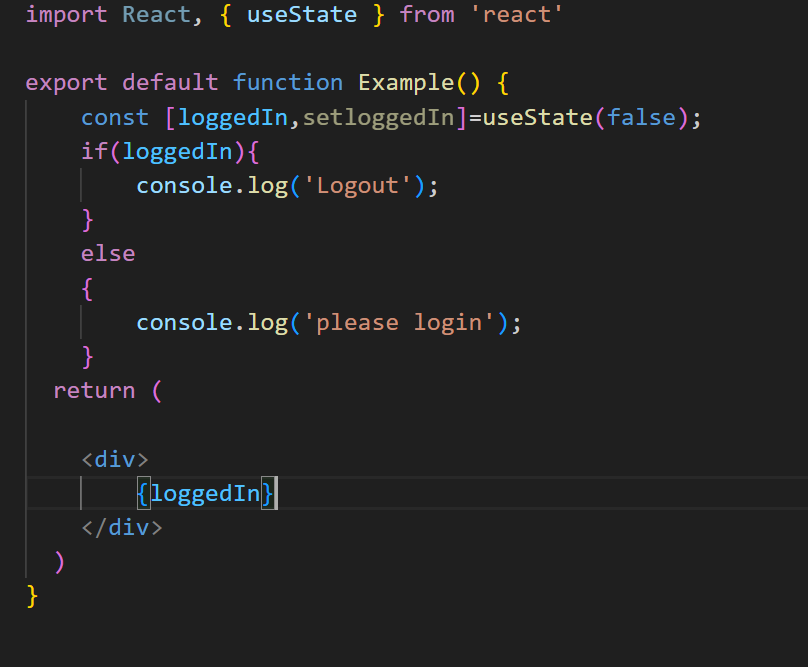 import React, { useState } from 'react'
export default function Example() {
const [loggedIn,setloggedIn]=useState(false);
if(loggedIn){
console.log('Logout');
}
else
{
console.log('please login');
}
return (
<div>
{loggedIn}
</div>
)
}